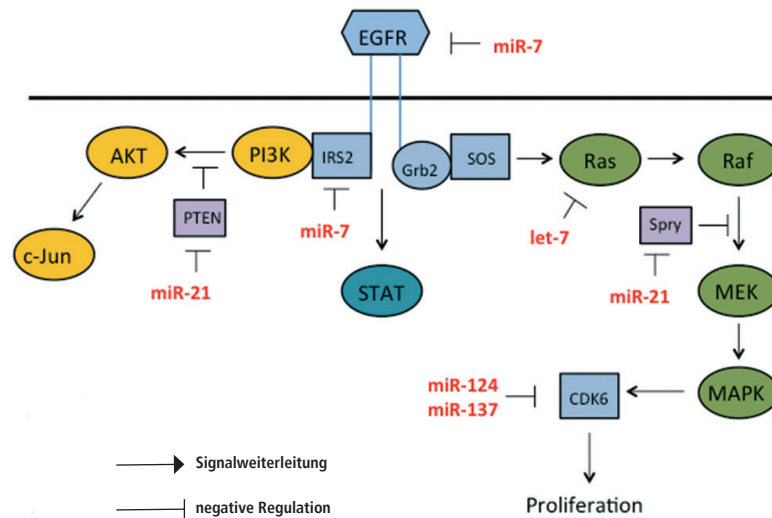 EGFR
miR-7
AKT
PI3K
IRS2
Grb2
SOS
Ras
Raf
PTEN
miR-7
let-7
Spry
c-Jun
miR-21
STAT
miR-21
MEK
miR-124
miR-137
CDK6
MAPK
Signalweiterleitung
negative Regulation
Proliferation